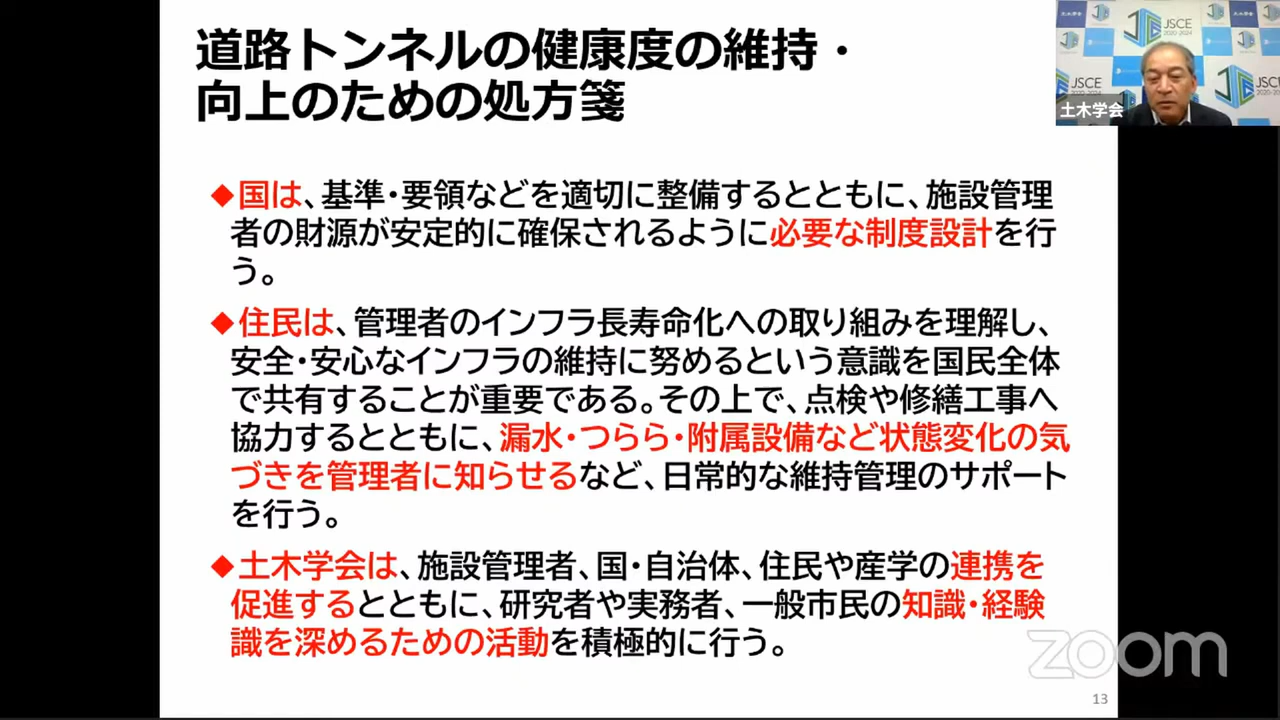 道路トンネルの健康度の維持・
向上のための処方箋
◆国は、基準・要領などを適切に整備するとともに、施設管理
者の財源が安定的に確保されるように必要な制度設計を行
う。
◆住民は、管理者のインフラ長寿命化への取り組みを理解し、
安全・安心なインフラの維持に努めるという意識を国民全体
で共有することが重要である。その上で、点検や修繕工事へ
協力するとともに、漏水・つらら・附属設備など状態変化の気
づきを管理者に知らせるなど、日常的な維持管理のサポート
を行う。
◆土木学会は、施設管理者、国・自治体、住民や産学の連携を
促進するとともに、研究者や実務者、一般市民の知識・経験
識を深めるための活動を積極的に行う。
13
zoom
JSCE
2020-2024
JSCE
土木学会